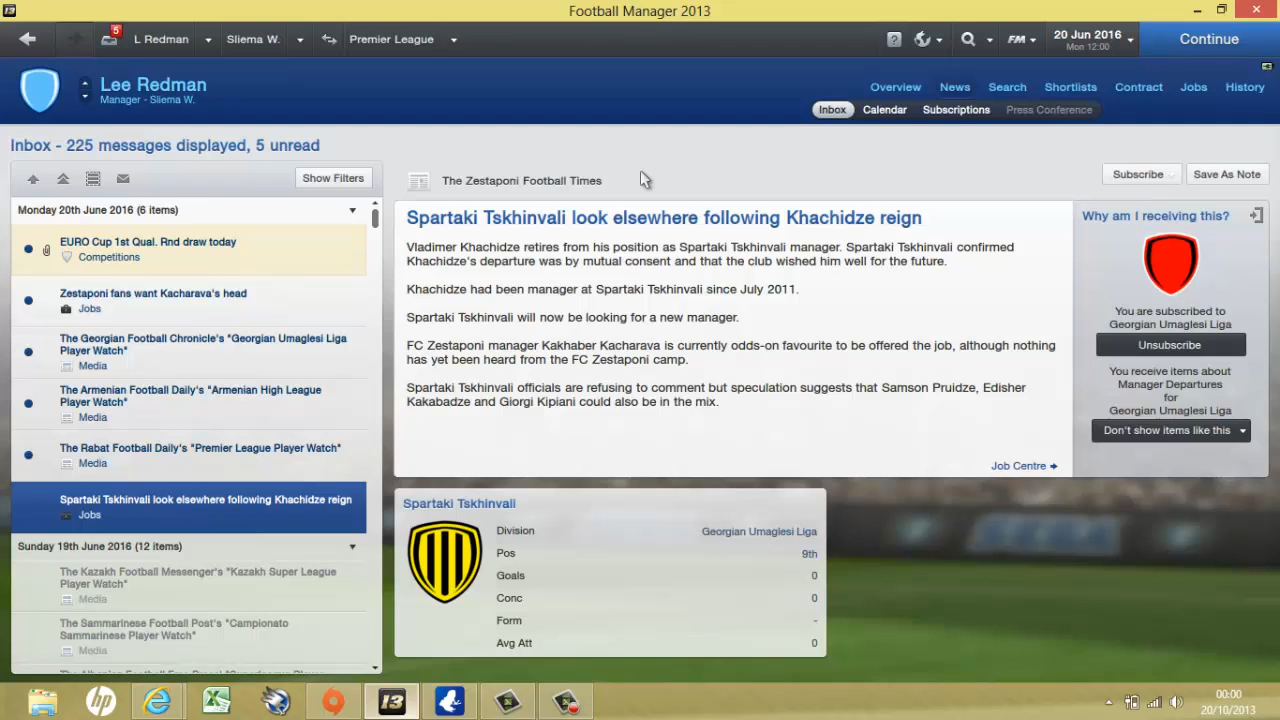 Football Manager 2013
13
5
L Redman
Sliema W.
Premier League
?
FM
20 Jun 2016
Mon 12:00
Continue
Lee Redman
Manager - Sliema W.
Overview
News
Search
Shortlists
Contract
Jobs
History
Inbox
Calendar
Subscriptions
Press Conference
Inbox - 225 messages displayed, 5 unread
Show Filters
Monday 20th June 2016 (6 items)
EURO Cup 1st Qual. Rnd draw today
Competitions
Zestaponi fans want Kacharava's head
Jobs
The Georgian Football Chronicle's "Georgian Umaglesi Liga
Player Watch"
Media
The Armenian Football Daily's "Armenian High League
Player Watch"
Media
The Rabat Football Daily's "Premier League Player Watch"
Media
Spartaki Tskhinvali look elsewhere following Khachidze reign
Jobs
Sunday 19th June 2016 (12 items)
The Kazakh Football Messenger's "Kazakh Super League
Player Watch"
Media
The Sammarinese Football Post's "Campionato
Sammarinese Player Watch"
Media
The Zestaponi Football Times
Subscribe
Save As Note
Spartaki Tskhinvali look elsewhere following Khachidze reign
Vladimer Khachidze retires from his position as Spartaki Tskhinvali manager. Spartaki Tskhinvali confirmed
Khachidze's departure was by mutual consent and that the club wished him well for the future.
Khachidze had been manager at Spartaki Tskhinvali since July 2011.
Spartaki Tskhinvali will now be looking for a new manager.
FC Zestaponi manager Kakhaber Kacharava is currently odds-on favourite to be offered the job, although nothing
has yet been heard from the FC Zestaponi camp.
Spartaki Tskhinvali officials are refusing to comment but speculation suggests that Samson Pruidze, Edisher
Kakabadze and Giorgi Kipiani could also be in the mix.
Job Centre
Why am I receiving this?
You are subscribed to
Georgian Umaglesi Liga
Unsubscribe
You receive items about
Manager Departures
for
Georgian Umaglesi Liga
Don't show items like this
Spartaki Tskhinvali
Division Georgian Umaglesi Liga
Pos 9th
Goals 0
Conc 0
Form -
Avg Att 0
13
00:00
20/10/2013